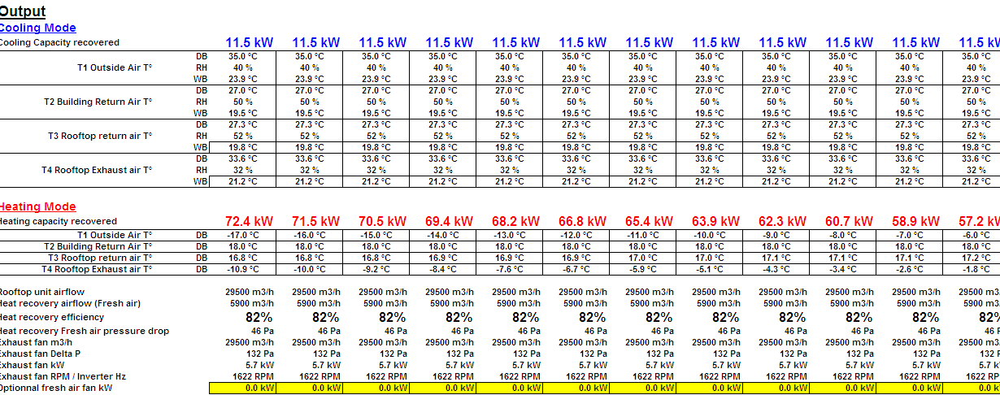 Output
Cooling Mode
Cooling Capacity recovered 11.5 kW 11.5 kW 11.5 kW 11.5 kW 11.5 kW 11.5 kW 11.5 kW 11.5 kW 11.5 kW 11.5 kW 11.5 kW 11.5 kW
DB 35.0 °C 35.0 °C 35.0 °C 35.0 °C 35.0 °C 35.0 °C 35.0 °C 35.0 °C 35.0 °C 35.0 °C 35.0 °C 35.0 °C
T1 Outside Air T° RH 40 % 40 % 40 % 40 % 40 % 40 % 40 % 40 % 40 % 40 % 40 % 40 %
WB 23.9 °C 23.9 °C 23.9 °C 23.9 °C 23.9 °C 23.9 °C 23.9 °C 23.9 °C 23.9 °C 23.9 °C 23.9 °C 23.9 °C
DB 27.0 °C 27.0 °C 27.0 °C 27.0 °C 27.0 °C 27.0 °C 27.0 °C 27.0 °C 27.0 °C 27.0 °C 27.0 °C 27.0 °C
T2 Building Return Air T° RH 50 % 50 % 50 % 50 % 50 % 50 % 50 % 50 % 50 % 50 % 50 % 50 %
WB 19.5 °C 19.5 °C 19.5 °C 19.5 °C 19.5 °C 19.5 °C 19.5 °C 19.5 °C 19.5 °C 19.5 °C 19.5 °C 19.5 °C
DB 27.3 °C 27.3 °C 27.3 °C 27.3 °C 27.3 °C 27.3 °C 27.3 °C 27.3 °C 27.3 °C 27.3 °C 27.3 °C 27.3 °C
T3 Rooftop return air T° RH 52 % 52 % 52 % 52 % 52 % 52 % 52 % 52 % 52 % 52 % 52 % 52 %
WB 19.8 °C 19.8 °C 19.8 °C 19.8 °C 19.8 °C 19.8 °C 19.8 °C 19.8 °C 19.8 °C 19.8 °C 19.8 °C 19.8 °C
DB 33.6 °C 33.6 °C 33.6 °C 33.6 °C 33.6 °C 33.6 °C 33.6 °C 33.6 °C 33.6 °C 33.6 °C 33.6 °C 33.6 °C
T4 Rooftop Exhaust air T° RH 32 % 32 % 32 % 32 % 32 % 32 % 32 % 32 % 32 % 32 % 32 % 32 %
WB 21.2 °C 21.2 °C 21.2 °C 21.2 °C 21.2 °C 21.2 °C 21.2 °C 21.2 °C 21.2 °C 21.2 °C 21.2 °C 21.2 °C
Heating Mode
Heating capacity recovered 72.4 kW 71.5 kW 70.5 kW 69.4 kW 68.2 kW 66.8 kW 65.4 kW 63.9 kW 62.3 kW 60.7 kW 58.9 kW 57.2 kW
T1 Outside Air T° DB -17.0 °C -16.0 °C -15.0 °C -14.0 °C -13.0 °C -12.0 °C -11.0 °C -10.0 °C -9.0 °C -8.0 °C -7.0 °C -6.0 °C
T2 Building Return Air T° DB 18.0 °C 18.0 °C 18.0 °C 18.0 °C 18.0 °C 18.0 °C 18.0 °C 18.0 °C 18.0 °C 18.0 °C 18.0 °C 18.0 °C
T3 Rooftop return air T° DB 16.8 °C 16.8 °C 16.8 °C 16.9 °C 16.9 °C 16.9 °C 17.0 °C 17.0 °C 17.1 °C 17.1 °C 17.1 °C 17.2 °C
T4 Rooftop Exhaust air T° DB -10.9 °C -10.0 °C -9.2 °C -8.4 °C -7.6 °C -6.7 °C -5.9 °C -5.1 °C -4.3 °C -3.4 °C -2.6 °C -1.8 °C
Rooftop unit airflow 29500 m3/h 29500 m3/h 29500 m3/h 29500 m3/h 29500 m3/h 29500 m3/h 29500 m3/h 29500 m3/h 29500 m3/h 29500 m3/h 29500 m3/h 29500 m3
Heat recovery airflow (Fresh air) 5900 m3/h 5900 m3/h 5900 m3/h 5900 m3/h 5900 m3/h 5900 m3/h 5900 m3/h 5900 m3/h 5900 m3/h 5900 m3/h 5900 m3/h 5900 m3
Heat recovery efficiency 82% 82% 82% 82% 82% 82% 82% 82% 82% 82% 82% 82%
Heat recovery Fresh air pressure drop 46 Pa 46 Pa 46 Pa 46 Pa 46 Pa 46 Pa 46 Pa 46 Pa 46 Pa 46 Pa 46 Pa 46 P
Exhaust fan m3/h 29500 m3/h 29500 m3/h 29500 m3/h 29500 m3/h 29500 m3/h 29500 m3/h 29500 m3/h 29500 m3/h 29500 m3/h 29500 m3/h 29500 m3/h 29500 m3
Exhaust fan Delta P 132 Pa 132 Pa 132 Pa 132 Pa 132 Pa 132 Pa 132 Pa 132 Pa 132 Pa 132 Pa 132 Pa 132 P
Exhaust fan kW 5.7 kW 5.7 kW 5.7 kW 5.7 kW 5.7 kW 5.7 kW 5.7 kW 5.7 kW 5.7 kW 5.7 kW 5.7 kW 5.7 k
Exhaust fan RPM / Inverter Hz 1622 RPM 1622 RPM 1622 RPM 1622 RPM 1622 RPM 1622 RPM 1622 RPM 1622 RPM 1622 RPM 1622 RPM 1622 RPM 1622 RP
Optionnal fresh air fan kW 0.0 kW 0.0 kW 0.0 kW 0.0 kW 0.0 kW 0.0 kW 0.0 kW 0.0 kW 0.0 kW 0.0 kW 0.0 kW 0.0 k